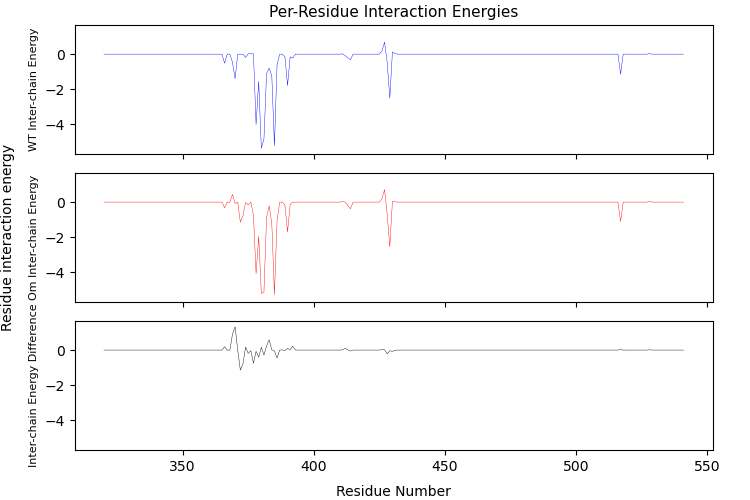 Per-Residue Interaction Energies
Residue interaction energy
WT Inter-chain Energy
0
−2
−4
Om Inter-chain Energy
0
−2
−4
Inter-chain Energy Difference
0
−2
−4
350
400
450
500
550
Residue Number